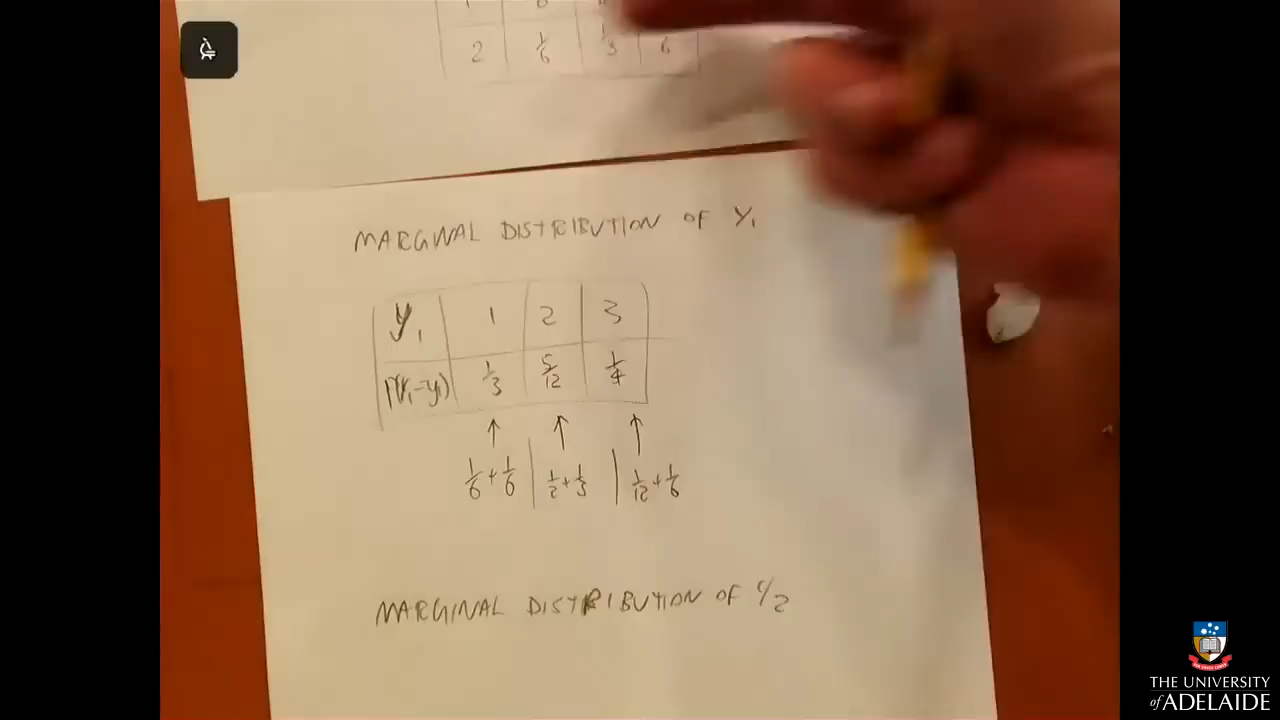 2 1/6 1/3 1/6
MARGINAL DISTRIBUTION OF Y₁
y₁ 1 2 3
P(Y₁=y₁) 1/3 5/12 1/4
↑ ↑ ↑
1/6+1/6 | 1/12+1/3 | 1/12+1/6
MARGINAL DISTRIBUTION OF Y₂
THE UNIVERSITY
of ADELAIDE